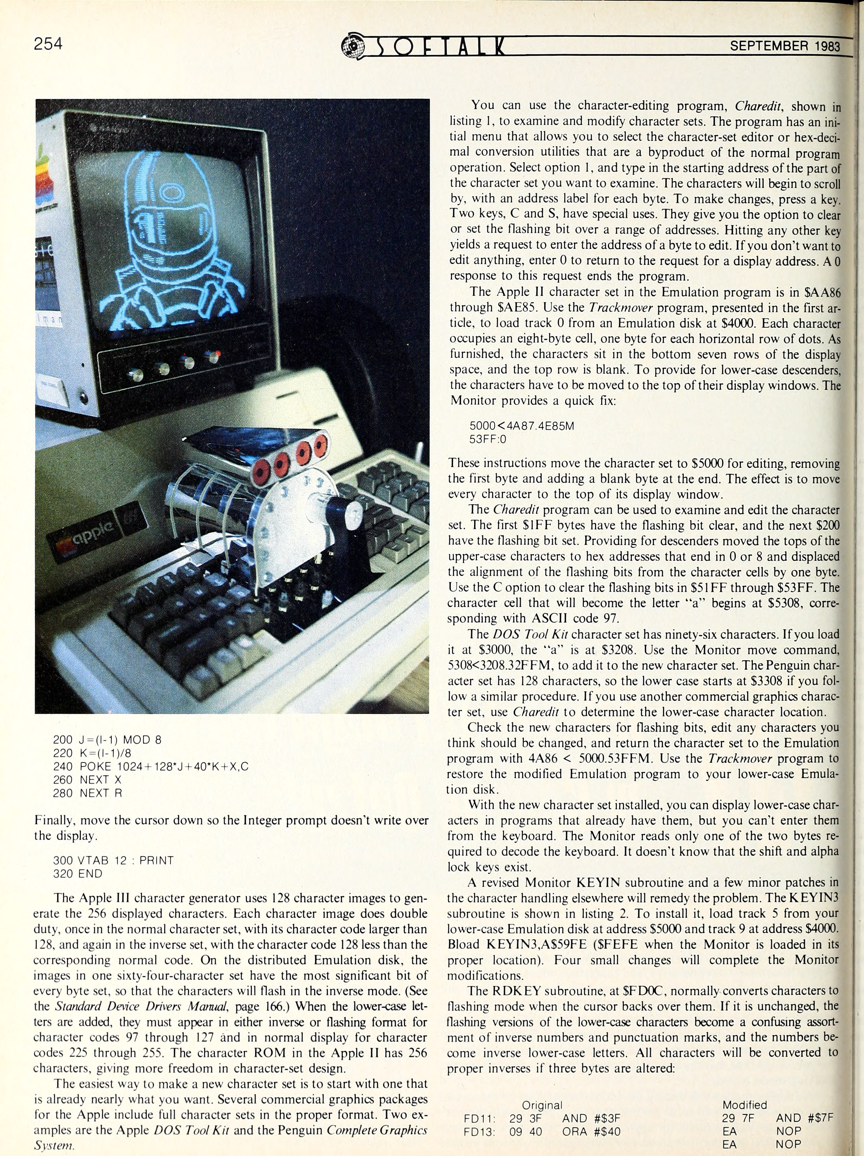 254
SOFTALK
SEPTEMBER 1983
SANYO
apple
200 J=(I-1) MOD 8
220 K=(I-1)/8
240 POKE 1024+128*J+40*K+X,C
260 NEXT X
280 NEXT R
Finally, move the cursor down so the Integer prompt doesn't write over
the display.
300 VTAB 12 : PRINT
320 END
The Apple III character generator uses 128 character images to gen-
erate the 256 displayed characters. Each character image does double
duty, once in the normal character set, with its character code larger than
128, and again in the inverse set, with the character code 128 less than the
corresponding normal code. On the distributed Emulation disk, the
images in one sixty-four-character set have the most significant bit of
every byte set, so that the characters will flash in the inverse mode. (See
the Standard Device Drivers Manual, page 166.) When the lower-case let-
ters are added, they must appear in either inverse or flashing format for
character codes 97 through 127 and in normal display for character
codes 225 through 255. The character ROM in the Apple II has 256
characters, giving more freedom in character-set design.
The easiest way to make a new character set is to start with one that
is already nearly what you want. Several commercial graphics packages
for the Apple include full character sets in the proper format. Two ex-
amples are the Apple DOS Tool Kit and the Penguin Complete Graphics
System.
You can use the character-editing program, Charedit, shown in
listing 1, to examine and modify character sets. The program has an ini-
tial menu that allows you to select the character-set editor or hex-deci-
mal conversion utilities that are a byproduct of the normal program
operation. Select option 1, and type in the starting address of the part of
the character set you want to examine. The characters will begin to scroll
by, with an address label for each byte. To make changes, press a key.
Two keys, C and S, have special uses. They give you the option to clear
or set the flashing bit over a range of addresses. Hitting any other key
yields a request to enter the address of a byte to edit. If you don't want to
edit anything, enter 0 to return to the request for a display address. A 0
response to this request ends the program.
The Apple II character set in the Emulation program is in $AA86
through $AE85. Use the Trackmover program, presented in the first ar-
ticle, to load track 0 from an Emulation disk at $4000. Each character
occupies an eight-byte cell, one byte for each horizontal row of dots. As
furnished, the characters sit in the bottom seven rows of the display
space, and the top row is blank. To provide for lower-case descenders,
the characters have to be moved to the top of their display windows. The
Monitor provides a quick fix:
5000<4A87.4E85M
53FF:0
These instructions move the character set to $5000 for editing, removing
the first byte and adding a blank byte at the end. The effect is to move
every character to the top of its display window.
The Charedit program can be used to examine and edit the character
set. The first $1FF bytes have the flashing bit clear, and the next $200
have the flashing bit set. Providing for descenders moved the tops of the
upper-case characters to hex addresses that end in 0 or 8 and displaced
the alignment of the flashing bits from the character cells by one byte.
Use the C option to clear the flashing bits in $51FF through $53FF. The
character cell that will become the letter "a" begins at $5308, corre-
sponding with ASCII code 97.
The DOS Tool Kit character set has ninety-six characters. If you load
it at $3000, the "a" is at $3208. Use the Monitor move command,
5308<3208.32FFM, to add it to the new character set. The Penguin char-
acter set has 128 characters, so the lower case starts at $3308 if you fol-
low a similar procedure. If you use another commercial graphics charac-
ter set, use Charedit to determine the lower-case character location.
Check the new characters for flashing bits, edit any characters you
think should be changed, and return the character set to the Emulation
program with 4A86 < 5000.53FFM. Use the Trackmover program to
restore the modified Emulation program to your lower-case Emula-
tion disk.
With the new character set installed, you can display lower-case char-
acters in programs that already have them, but you can't enter them
from the keyboard. The Monitor reads only one of the two bytes re-
quired to decode the keyboard. It doesn't know that the shift and alpha
lock keys exist.
A revised Monitor KEYIN subroutine and a few minor patches in
the character handling elsewhere will remedy the problem. The KEYIN3
subroutine is shown in listing 2. To install it, load track 5 from your
lower-case Emulation disk at address $5000 and track 9 at address $4000.
Bload KEYIN3,A$59FE ($FEFE when the Monitor is loaded in its
proper location). Four small changes will complete the Monitor
modifications.
The RDKEY subroutine, at $FD0C, normally converts characters to
flashing mode when the cursor backs over them. If it is unchanged, the
flashing versions of the lower-case characters become a confusing assort-
ment of inverse numbers and punctuation marks, and the numbers be-
come inverse lower-case letters. All characters will be converted to
proper inverses if three bytes are altered:
Original Modified
FD11: 29 3F AND #$3F 29 7F AND #$7F
FD13: 09 40 ORA #$40 EA NOP
EA NOP